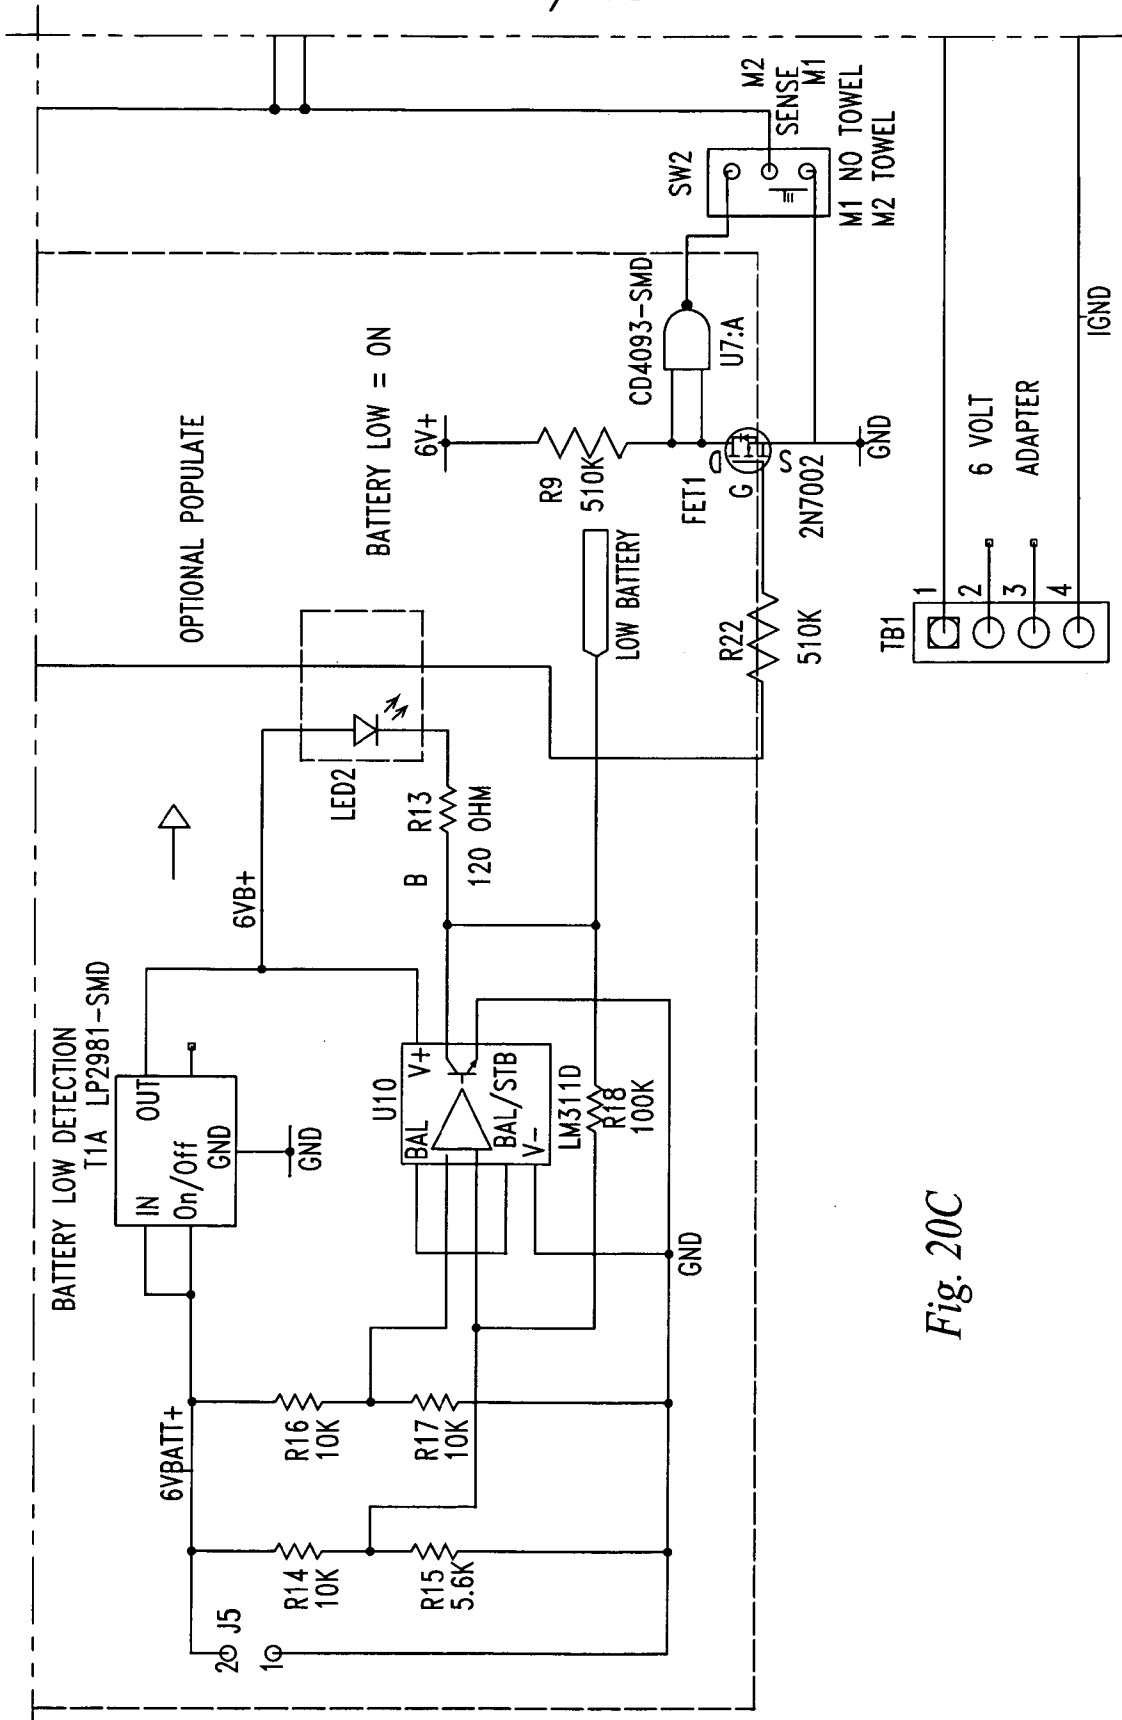 BATTERY LOW DETECTION
T1A LP2981-SMD
IN
OUT
On/Off
GND
GND
6VBATT+
6VB+
J5
2
1
R14
10K
R15
5.6K
R16
10K
R17
10K
U10
BAL
V+
BAL/STB
V-
LM311D
R18
100K
GND
LED2
R13
120 OHM
B
OPTIONAL POPULATE
BATTERY LOW = ON
LOW BATTERY
6V+
R9
510K
CD4093-SMD
U7:A
FET1
D
G
S
2N7002
GND
R22
510K
SW2
M2
SENSE
M1
M1 NO TOWEL
M2 TOWEL
TB1
1
2
3
4
6 VOLT
ADAPTER
IGND
Fig. 20C